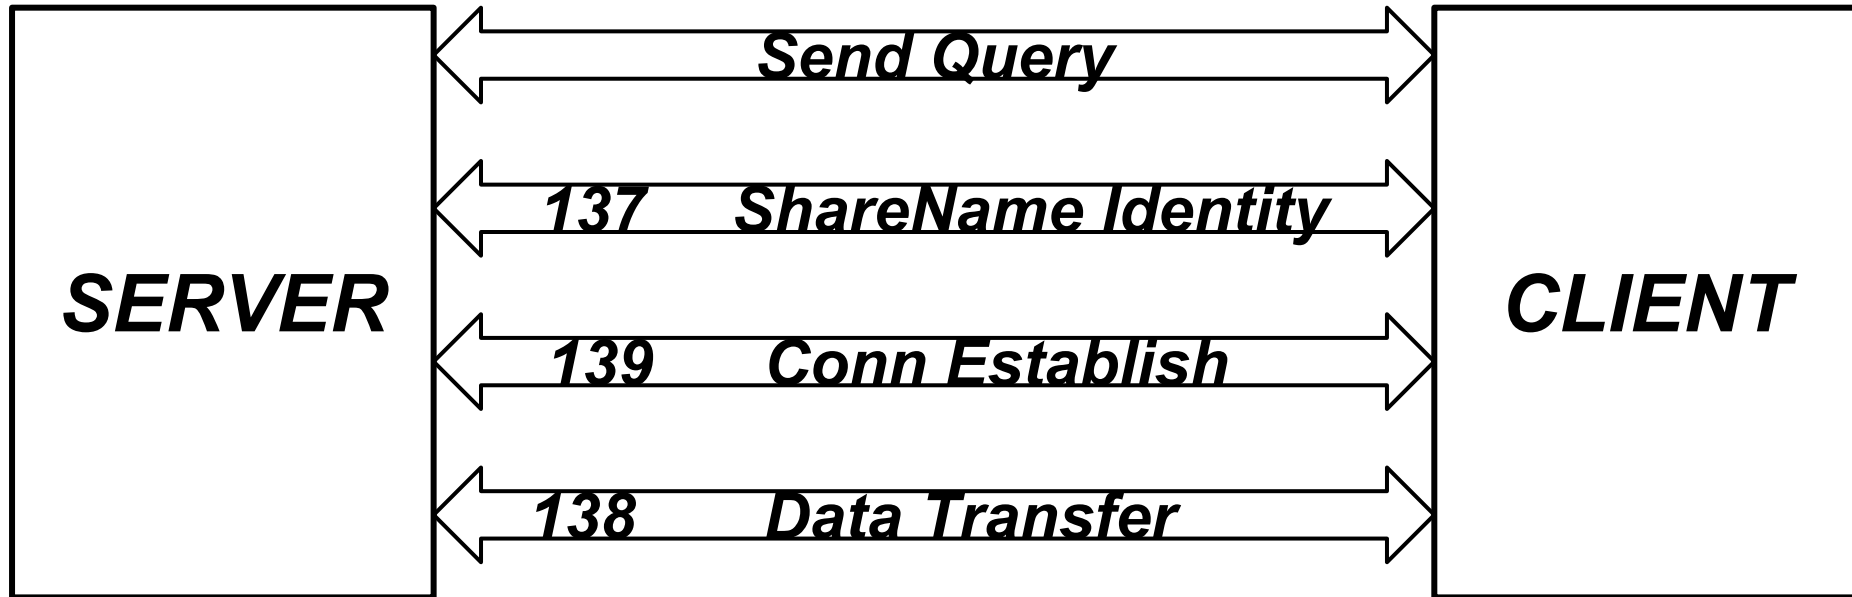 Send Query
137 ShareName Identity
SERVER
CLIENT
139 Conn Establish
138 Data Transfer